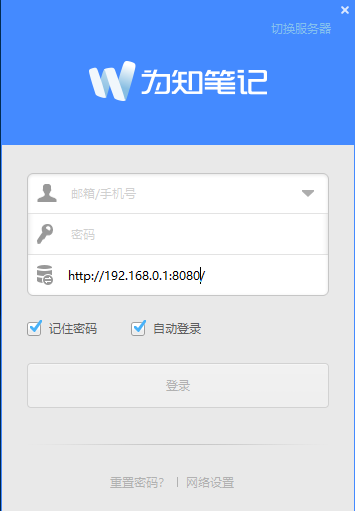 切换服务器
为知笔记
邮箱/手机号
密码
http://192.168.0.1:8080/
记住密码 自动登录
登录
重置密码? | 网络设置